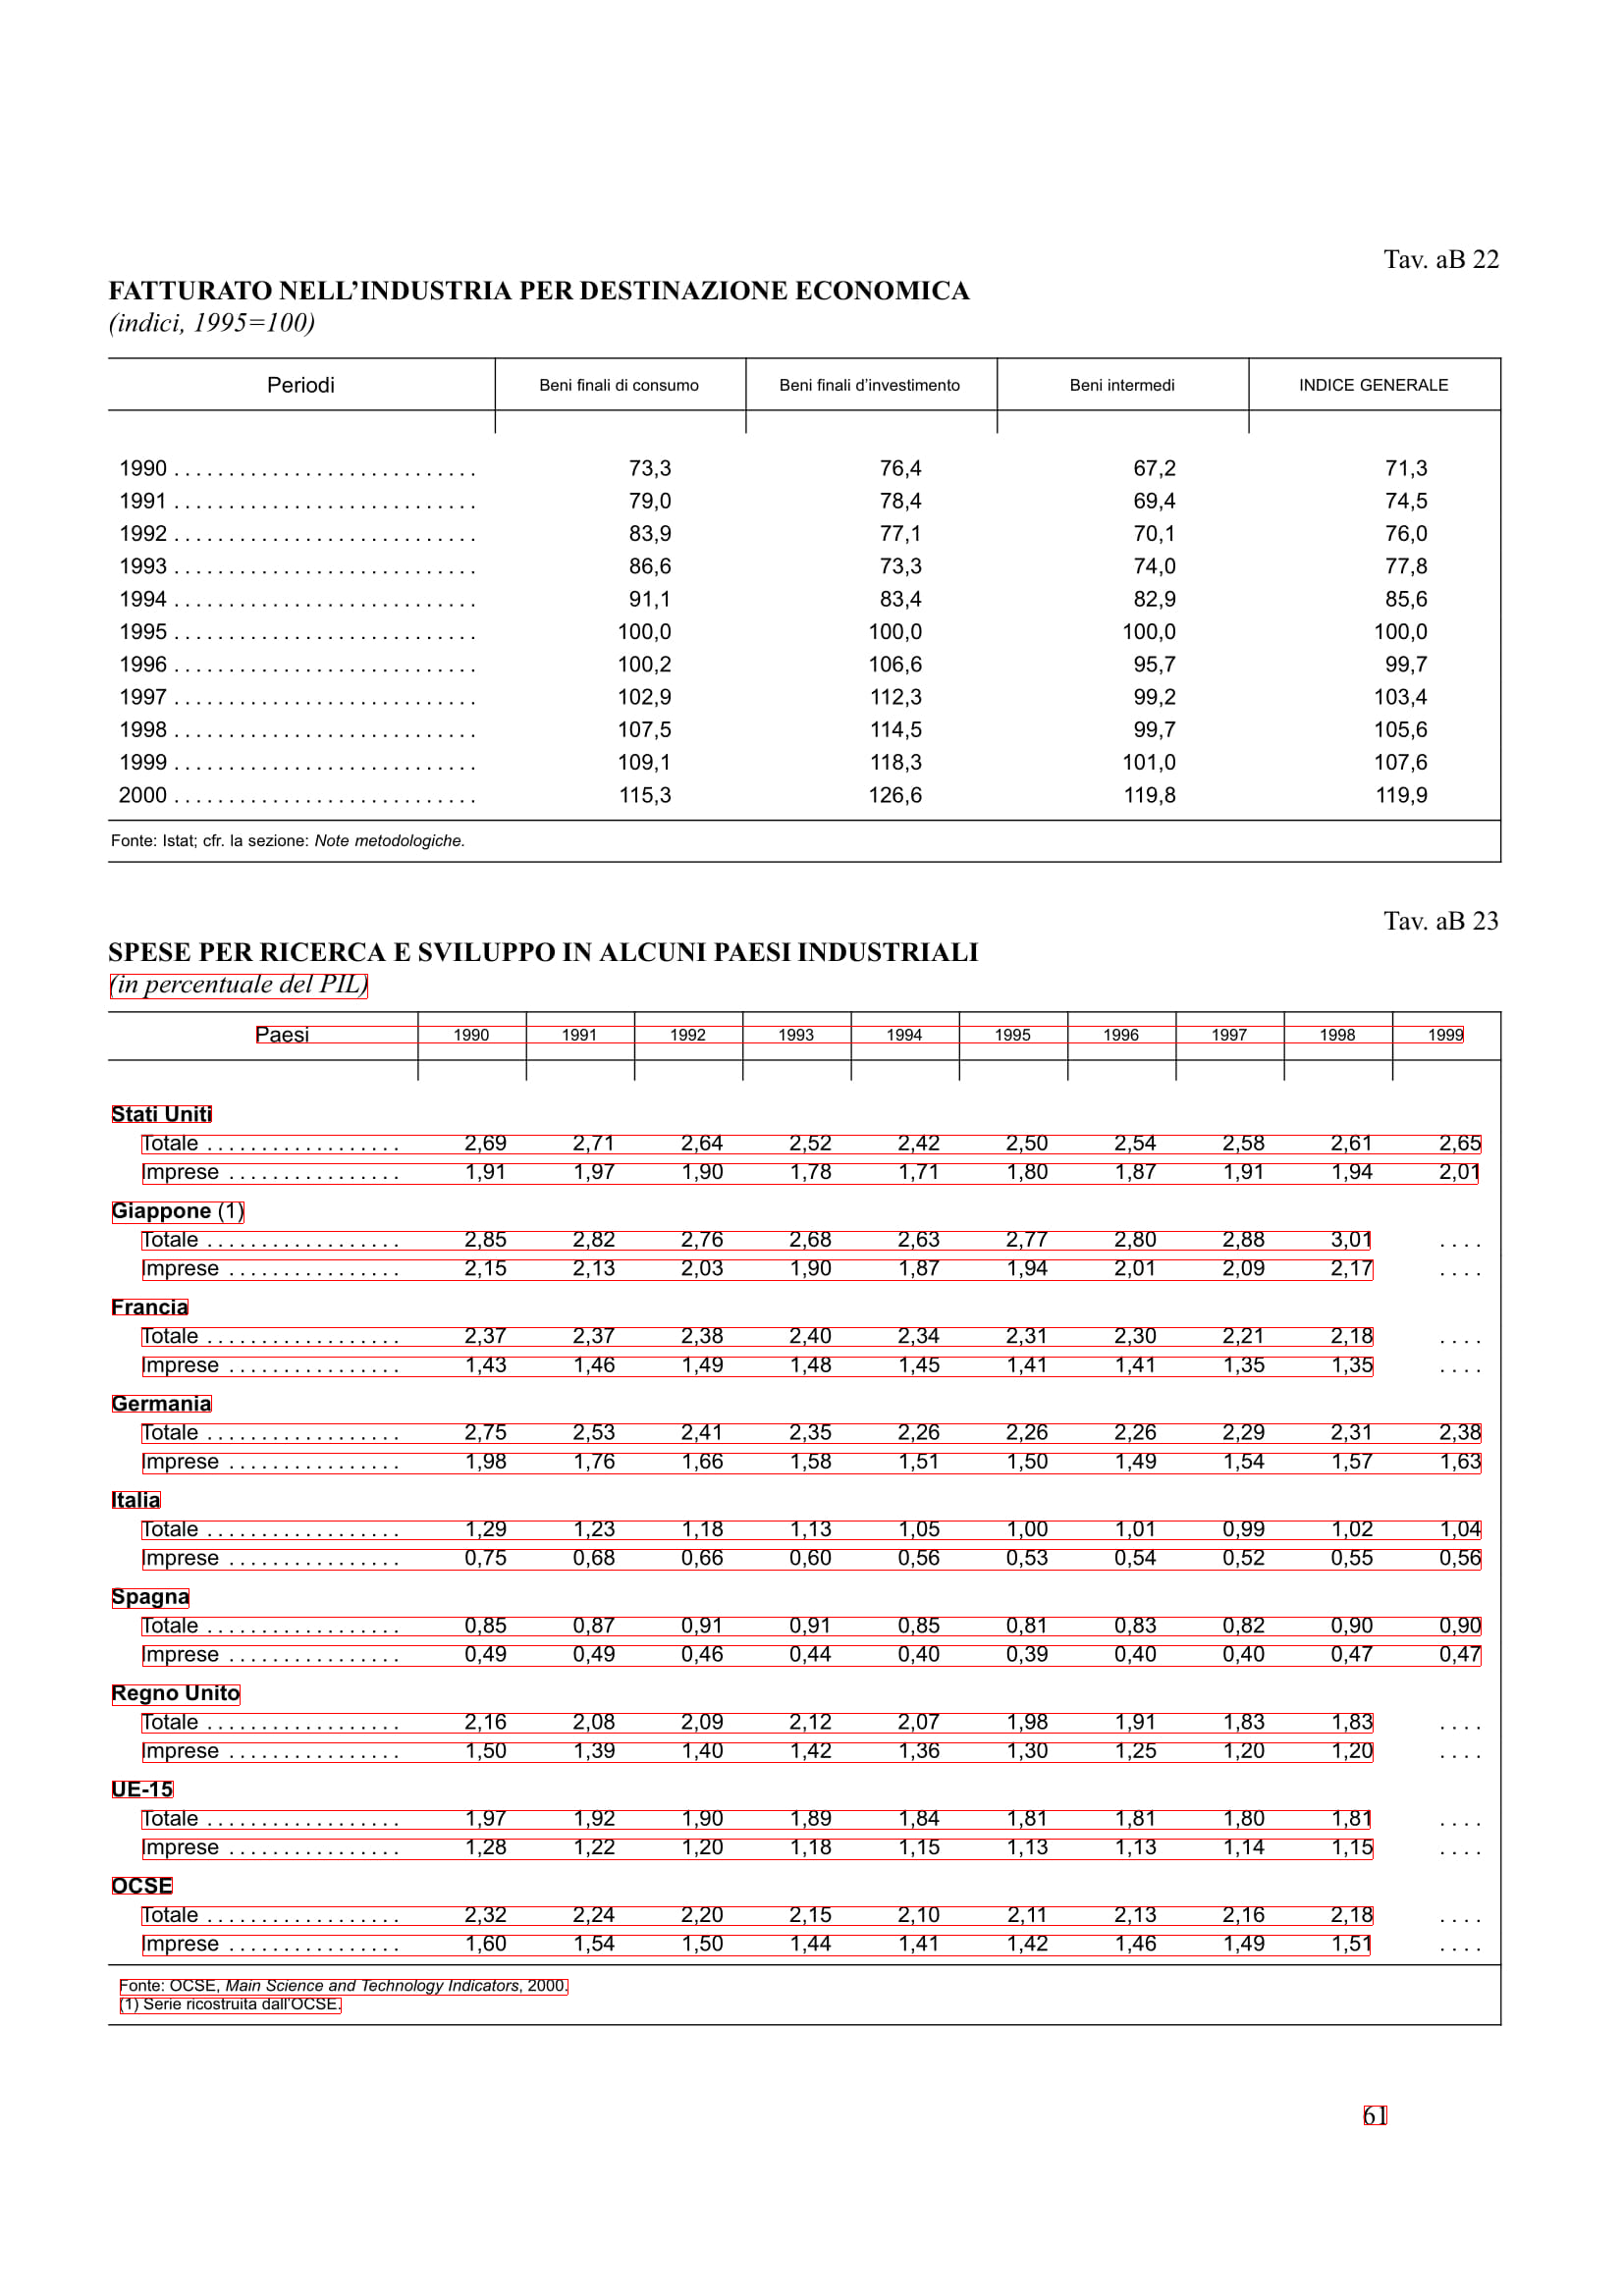 Tav. aB 22
FATTURATO NELL’INDUSTRIA PER DESTINAZIONE ECONOMICA
(indici, 1995=100)
Periodi Beni finali di consumo Beni finali d’investimento Beni intermedi INDICE GENERALE
1990 . . . . . . . . . . . . . . . . . . . . . . . . . . . . 73,3 76,4 67,2 71,3
1991 . . . . . . . . . . . . . . . . . . . . . . . . . . . . 79,0 78,4 69,4 74,5
1992 . . . . . . . . . . . . . . . . . . . . . . . . . . . . 83,9 77,1 70,1 76,0
1993 . . . . . . . . . . . . . . . . . . . . . . . . . . . . 86,6 73,3 74,0 77,8
1994 . . . . . . . . . . . . . . . . . . . . . . . . . . . . 91,1 83,4 82,9 85,6
1995 . . . . . . . . . . . . . . . . . . . . . . . . . . . . 100,0 100,0 100,0 100,0
1996 . . . . . . . . . . . . . . . . . . . . . . . . . . . . 100,2 106,6 95,7 99,7
1997 . . . . . . . . . . . . . . . . . . . . . . . . . . . . 102,9 112,3 99,2 103,4
1998 . . . . . . . . . . . . . . . . . . . . . . . . . . . . 107,5 114,5 99,7 105,6
1999 . . . . . . . . . . . . . . . . . . . . . . . . . . . . 109,1 118,3 101,0 107,6
2000 . . . . . . . . . . . . . . . . . . . . . . . . . . . . 115,3 126,6 119,8 119,9
Fonte: Istat; cfr. la sezione: Note metodologiche.
Tav. aB 23
SPESE PER RICERCA E SVILUPPO IN ALCUNI PAESI INDUSTRIALI
(in percentuale del PIL)
Paesi 1990 1991 1992 1993 1994 1995 1996 1997 1998 1999
Stati Uniti
Totale . . . . . . . . . . . . . . . . . . 2,69 2,71 2,64 2,52 2,42 2,50 2,54 2,58 2,61 2,65
Imprese . . . . . . . . . . . . . . . . 1,91 1,97 1,90 1,78 1,71 1,80 1,87 1,91 1,94 2,01
Giappone (1)
Totale . . . . . . . . . . . . . . . . . . 2,85 2,82 2,76 2,68 2,63 2,77 2,80 2,88 3,01 . . . .
Imprese . . . . . . . . . . . . . . . . 2,15 2,13 2,03 1,90 1,87 1,94 2,01 2,09 2,17 . . . .
Francia
Totale . . . . . . . . . . . . . . . . . . 2,37 2,37 2,38 2,40 2,34 2,31 2,30 2,21 2,18 . . . .
Imprese . . . . . . . . . . . . . . . . 1,43 1,46 1,49 1,48 1,45 1,41 1,41 1,35 1,35 . . . .
Germania
Totale . . . . . . . . . . . . . . . . . . 2,75 2,53 2,41 2,35 2,26 2,26 2,26 2,29 2,31 2,38
Imprese . . . . . . . . . . . . . . . . 1,98 1,76 1,66 1,58 1,51 1,50 1,49 1,54 1,57 1,63
Italia
Totale . . . . . . . . . . . . . . . . . . 1,29 1,23 1,18 1,13 1,05 1,00 1,01 0,99 1,02 1,04
Imprese . . . . . . . . . . . . . . . . 0,75 0,68 0,66 0,60 0,56 0,53 0,54 0,52 0,55 0,56
Spagna
Totale . . . . . . . . . . . . . . . . . . 0,85 0,87 0,91 0,91 0,85 0,81 0,83 0,82 0,90 0,90
Imprese . . . . . . . . . . . . . . . . 0,49 0,49 0,46 0,44 0,40 0,39 0,40 0,40 0,47 0,47
Regno Unito
Totale . . . . . . . . . . . . . . . . . . 2,16 2,08 2,09 2,12 2,07 1,98 1,91 1,83 1,83 . . . .
Imprese . . . . . . . . . . . . . . . . 1,50 1,39 1,40 1,42 1,36 1,30 1,25 1,20 1,20 . . . .
UE-15
Totale . . . . . . . . . . . . . . . . . . 1,97 1,92 1,90 1,89 1,84 1,81 1,81 1,80 1,81 . . . .
Imprese . . . . . . . . . . . . . . . . 1,28 1,22 1,20 1,18 1,15 1,13 1,13 1,14 1,15 . . . .
OCSE
Totale . . . . . . . . . . . . . . . . . . 2,32 2,24 2,20 2,15 2,10 2,11 2,13 2,16 2,18 . . . .
Imprese . . . . . . . . . . . . . . . . 1,60 1,54 1,50 1,44 1,41 1,42 1,46 1,49 1,51 . . . .
Fonte: OCSE, Main Science and Technology Indicators, 2000.
(1) Serie ricostruita dall’OCSE.
61